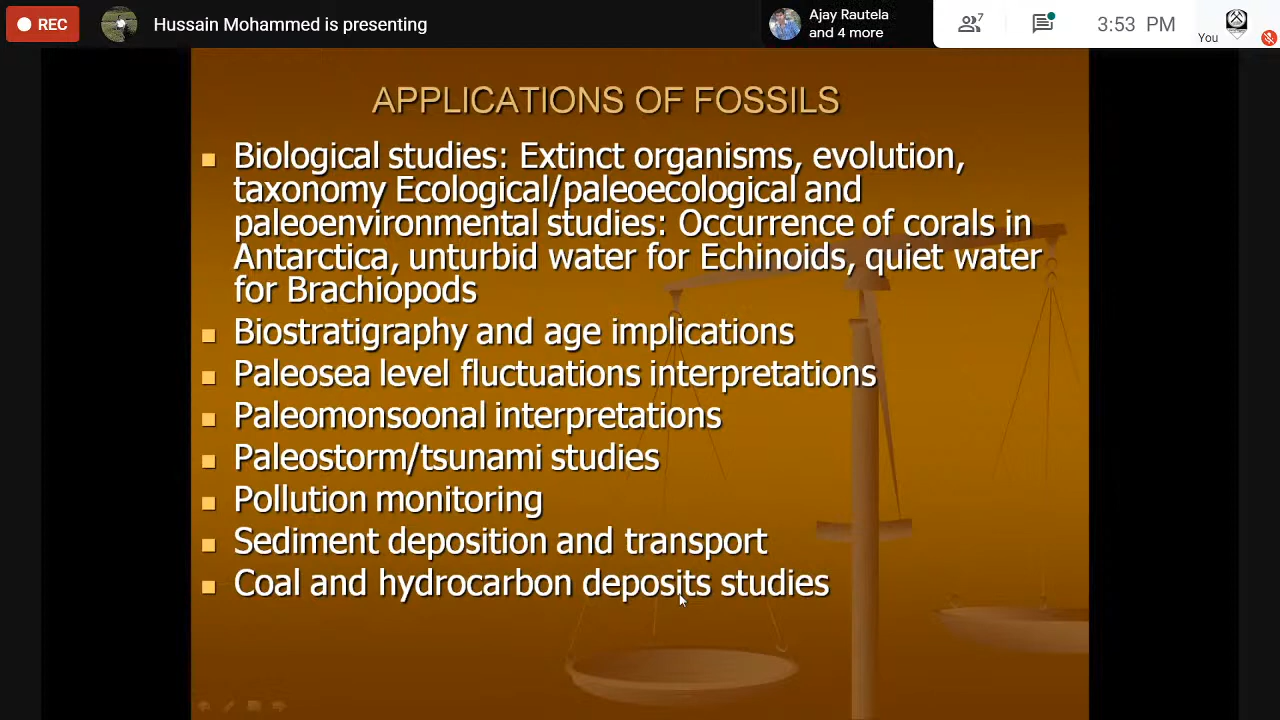 REC
Hussain Mohammed is presenting
Ajay Rautela
and 4 more
7
3:53 PM
You
APPLICATIONS OF FOSSILS
Biological studies: Extinct organisms, evolution,
taxonomy Ecological/paleoecological and
paleoenvironmental studies: Occurrence of corals in
Antarctica, unturbid water for Echinoids, quiet water
for Brachiopods
Biostratigraphy and age implications
Paleosea level fluctuations interpretations
Paleomonsoonal interpretations
Paleostorm/tsunami studies
Pollution monitoring
Sediment deposition and transport
Coal and hydrocarbon deposits studies